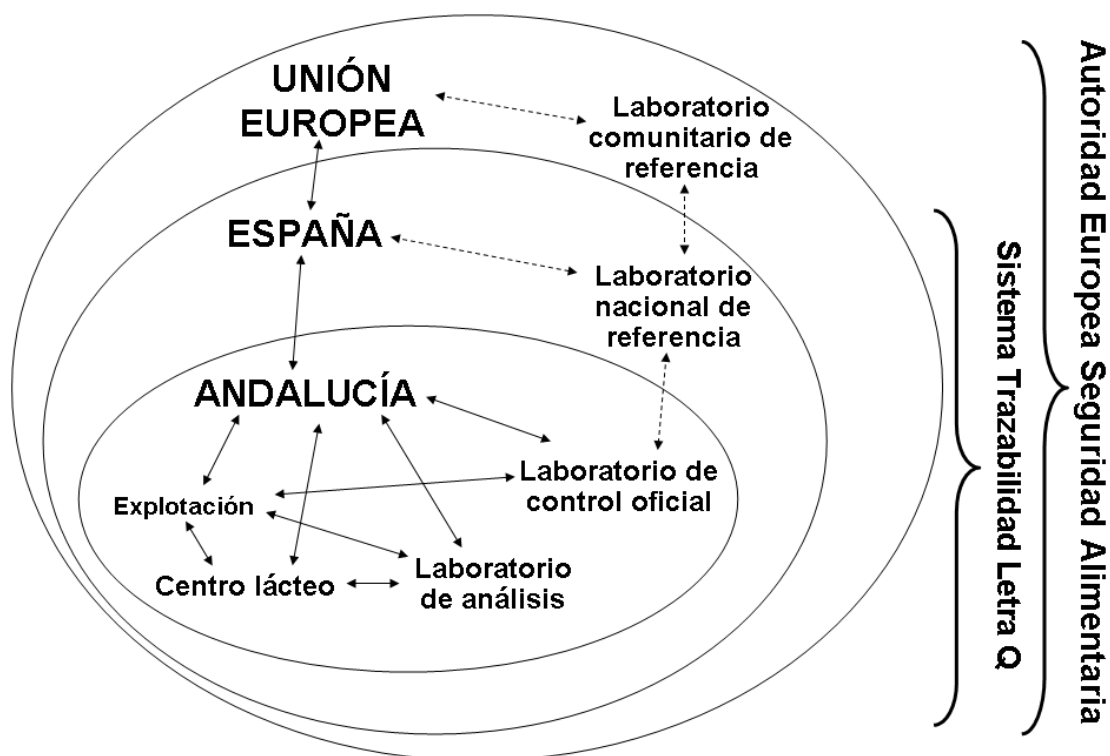 UNIÓN
EUROPEA
Laboratorio
comunitario de
referencia
ESPAÑA
Laboratorio
nacional de
referencia
ANDALUCÍA
Laboratorio de
control oficial
Explotación
Centro lácteo
Laboratorio
de análisis
Sistema Trazabilidad Letra Q
Autoridad Europea Seguridad Alimentaria